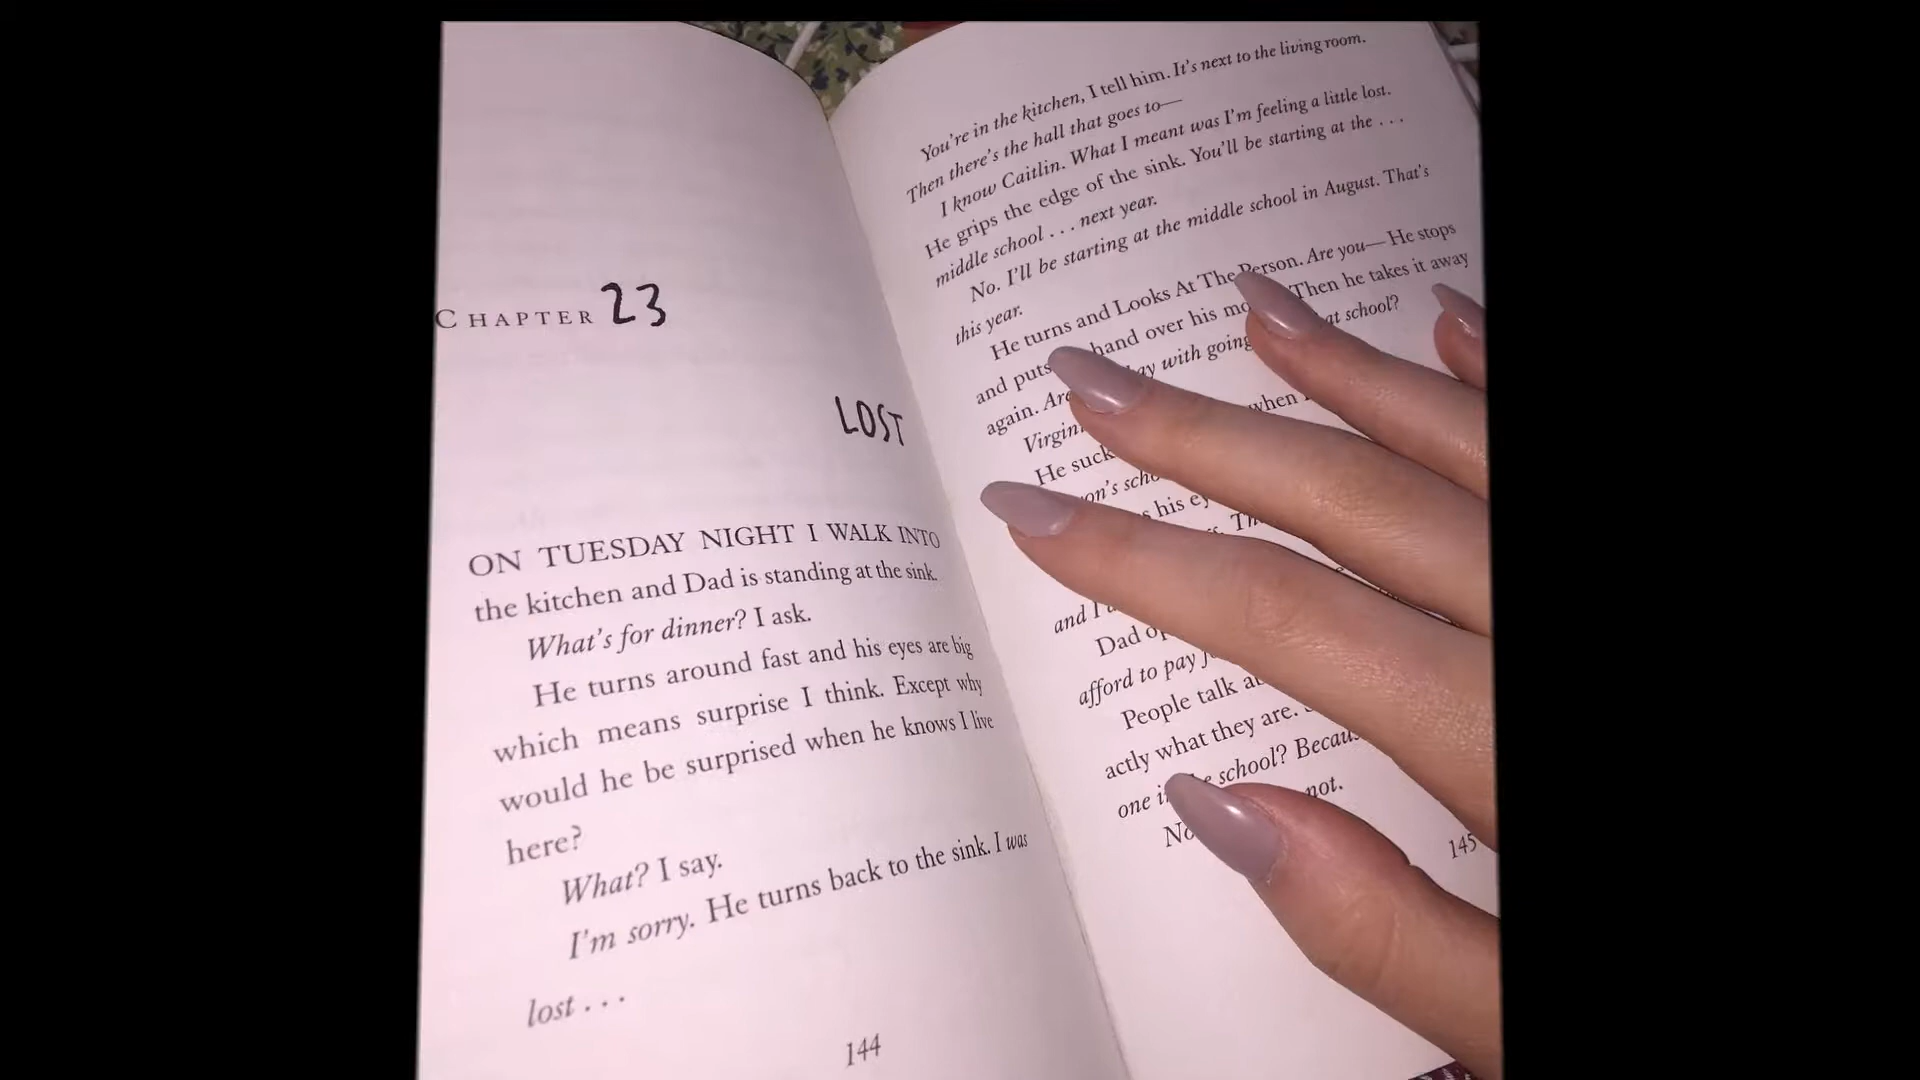 CHAPTER 23
LOST
ON TUESDAY NIGHT I WALK INTO
the kitchen and Dad is standing at the sink.
What's for dinner? I ask.
He turns around fast and his eyes are big
which means surprise I think. Except why
would he be surprised when he knows I live
here?
What? I say.
I'm sorry. He turns back to the sink. I was
lost . . .
144
You're in the kitchen, I tell him. It's next to the living room.
Then there's the hall that goes to—
I know Caitlin. What I meant was I'm feeling a little lost.
He grips the edge of the sink. You'll be starting at the . . .
middle school . . . next year.
No. I'll be starting at the middle school in August. That's
this year.
He turns and Looks At The Person. Are you— He stops
and puts hand over his Then he takes it away
again. with going school?
when
He
his
Th
and I
Dad
afford to pay
People talk
actly what they are.
one school?
not.
145